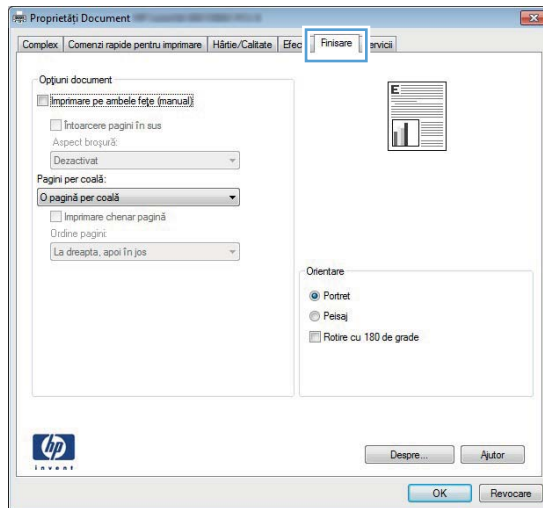 Proprietăți Document
Complex Comenzi rapide pentru imprimare Hârtie/Calitate Efec Finisare ervicii
Opţiuni document
Imprimare pe ambele feţe (manual)
Întoarcere pagini în sus
Aspect broşură:
Dezactivat
Pagini per coală:
O pagină per coală
Imprimare chenar pagină
Ordine pagini:
La dreapta, apoi în jos
E
Orientare
Portret
Peisaj
Rotire cu 180 de grade
hp
invent
Despre... Ajutor
OK Revocare